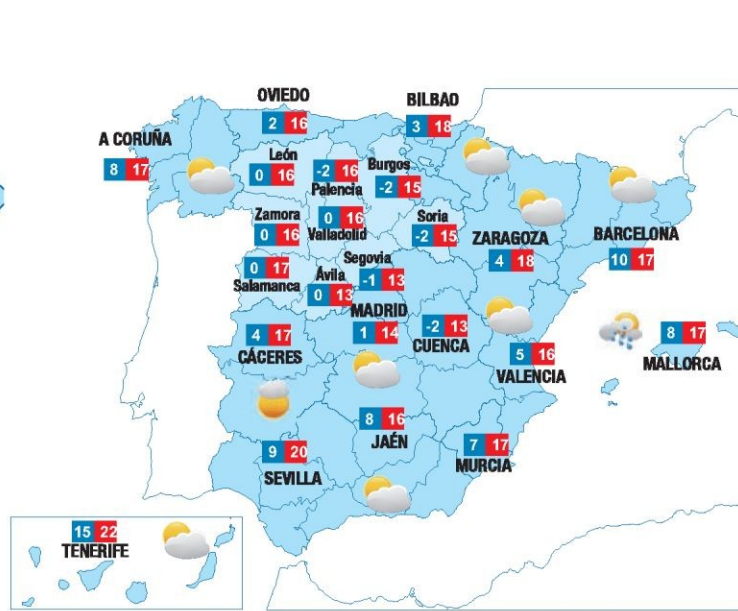 OVIEDO
2 16
BILBAO
3 18
A CORUÑA
8 17
León
0 16
-2 16
Palencia
Burgos
-2 15
Zamora
0 16
0 16
Valladolid
Soria
-2 15
ZARAGOZA
4 18
BARCELONA
10 17
0 17
Salamanca
Ávila
0 13
Segovia
-1 13
MADRID
1 14
-2 13
CUENCA
4 17
CÁCERES
5 16
VALENCIA
8 17
MALLORCA
8 16
JAÉN
9 20
SEVILLA
7 17
MURCIA
15 22
TENERIFE